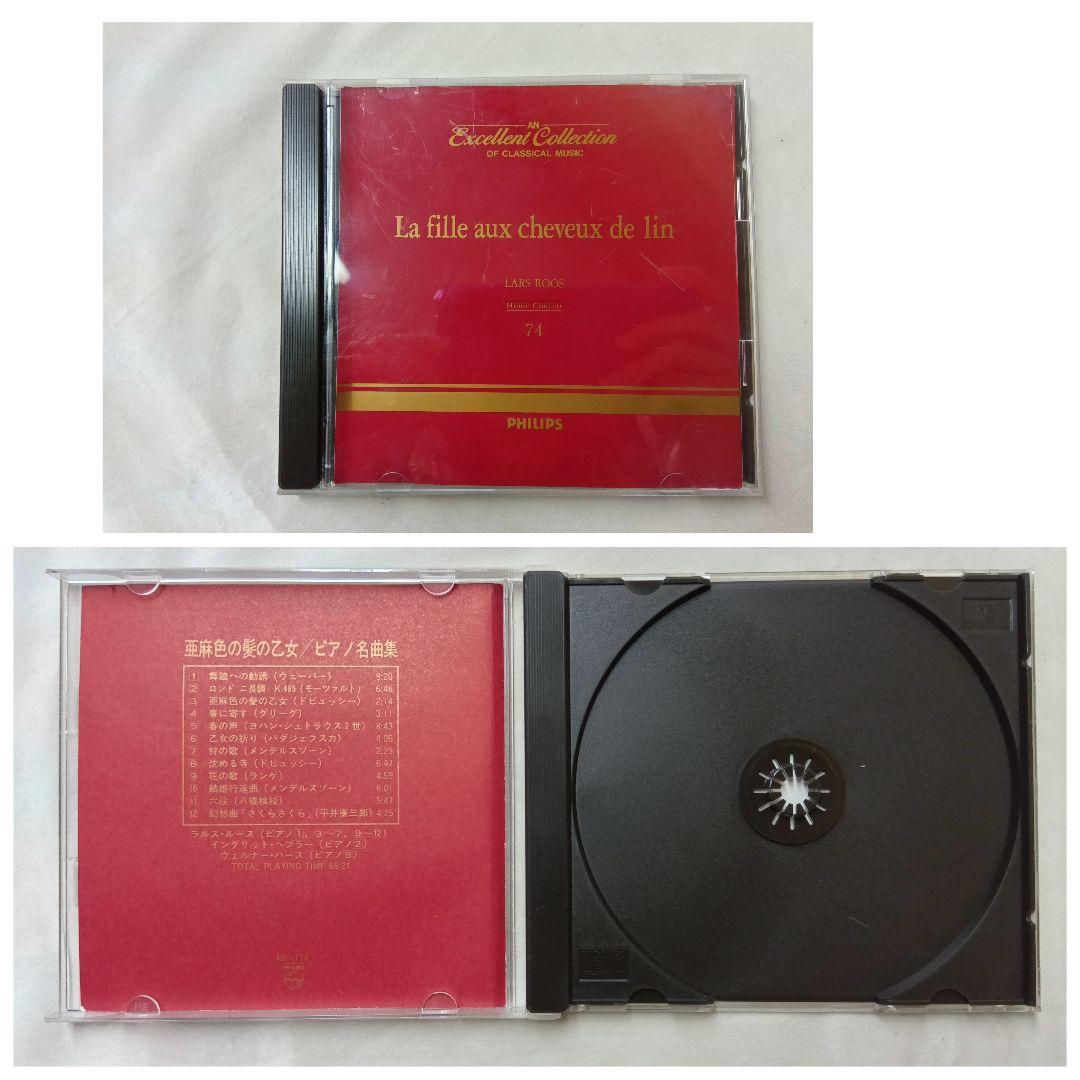 AN
Excellent Collection
OF CLASSICAL MUSIC
La fille aux cheveux de lin
LARS ROOS
Home Concert
74
PHILIPS
亜麻色の髪の乙女／ピアノ名曲集
1 舞踏への勧誘（ウェーバー） 9:20
2 ロンド ニ長調 K.485（モーツァルト） 6:48
3 亜麻色の髪の乙女（ドビュッシー） 2:14
4 春に寄す（グリーグ） 3:11
5 春の声（ヨハン・シュトラウス2世） 8:43
6 乙女の祈り（バダジェフスカ） 4:06
7 狩の歌（メンデルスゾーン） 2:29
8 沈める寺（ドビュッシー） 6:47
9 花の歌（ランゲ） 4:59
10 結婚行進曲（メンデルスゾーン） 6:01
11 六段（八橋検校） 5:47
12 幻想曲「さくらさくら」（平井康三郎） 4:25
ラルス・ルース（ピアノ1，3〜7，9〜12）
イングリット・ヘブラー（ピアノ2）
ウェルナー・ハース（ピアノ8）
TOTAL PLAYING TIME 65:21